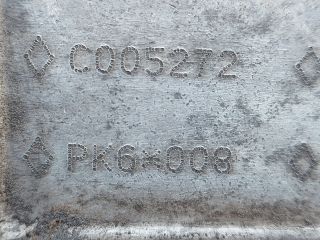 ◇ C005272 ◇
◇ PK6*008 ◇